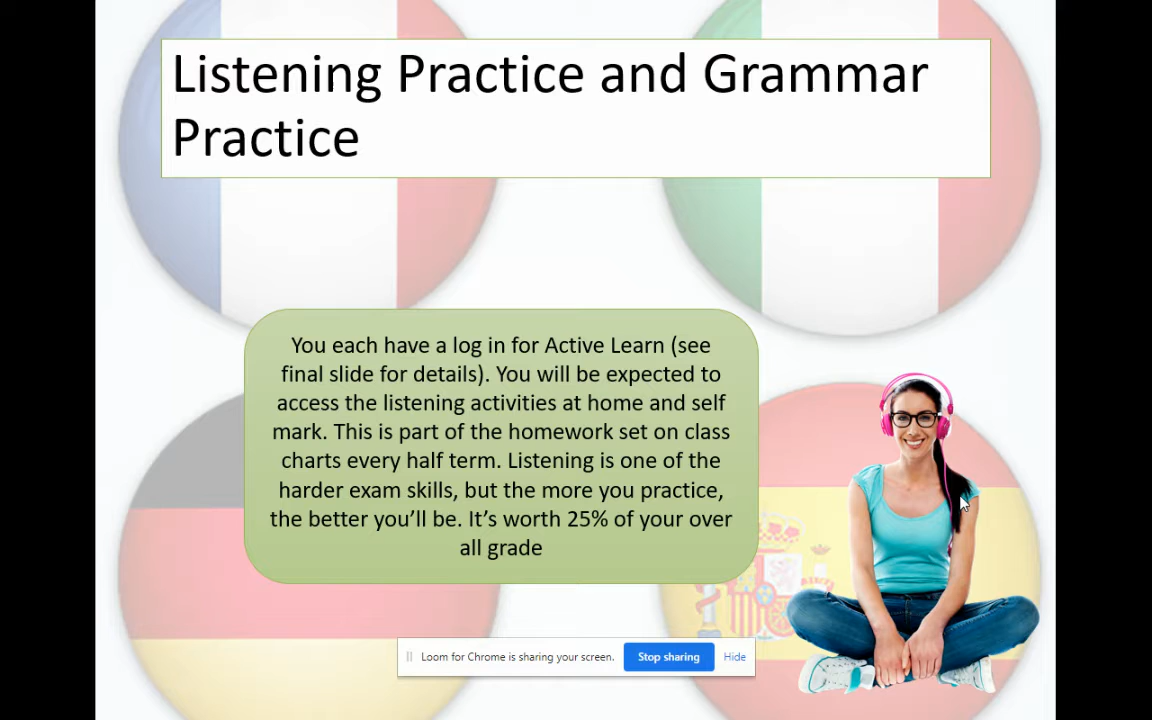 Listening Practice and Grammar
Practice
You each have a log in for Active Learn (see
final slide for details). You will be expected to
access the listening activities at home and self
mark. This is part of the homework set on class
charts every half term. Listening is one of the
harder exam skills, but the more you practice,
the better you’ll be. It’s worth 25% of your over
all grade
Loom for Chrome is sharing your screen. Stop sharing Hide